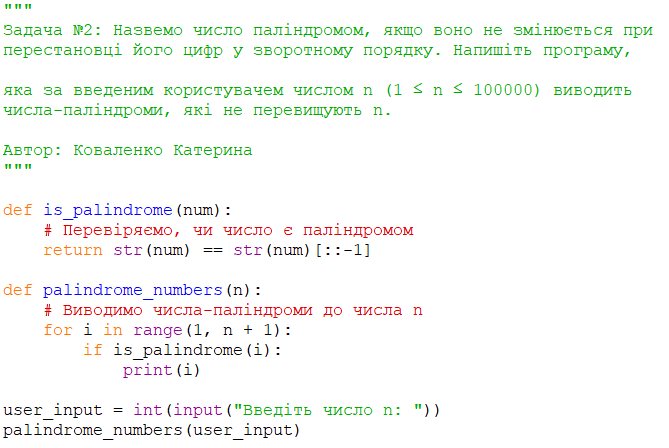 """
Задача №2: Назвемо число паліндромом, якщо воно не змінюється при
перестановці його цифр у зворотному порядку. Напишіть програму,
яка за введеним користувачем числом n (1 ≤ n ≤ 100000) виводить
числа-паліндроми, які не перевищують n.
Автор: Коваленко Катерина
"""
def is_palindrome(num):
    # Перевіряємо, чи число є паліндромом
    return str(num) == str(num)[::-1]
def palindrome_numbers(n):
    # Виводимо числа-паліндроми до числа n
    for i in range(1, n + 1):
        if is_palindrome(i):
            print(i)
user_input = int(input("Введіть число n: "))
palindrome_numbers(user_input)